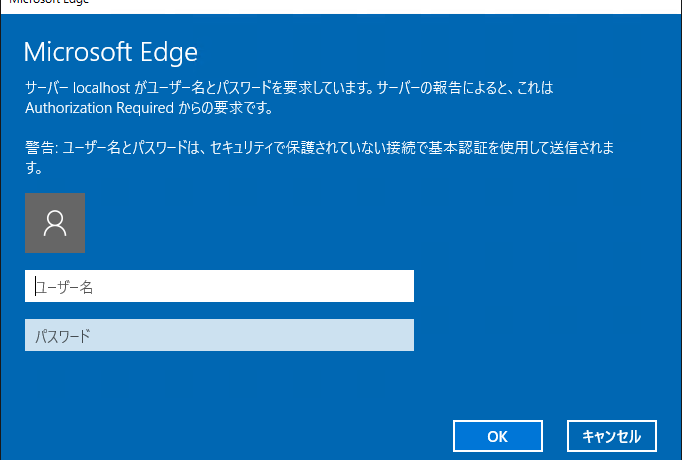 Microsoft Edge
Microsoft Edge
サーバー localhost がユーザー名とパスワードを要求しています。サーバーの報告によると、これは
Authorization Required からの要求です。
警告: ユーザー名とパスワードは、セキュリティで保護されていない接続で基本認証を使用して送信されま
す。
ユーザー名
パスワード
OK
キャンセル